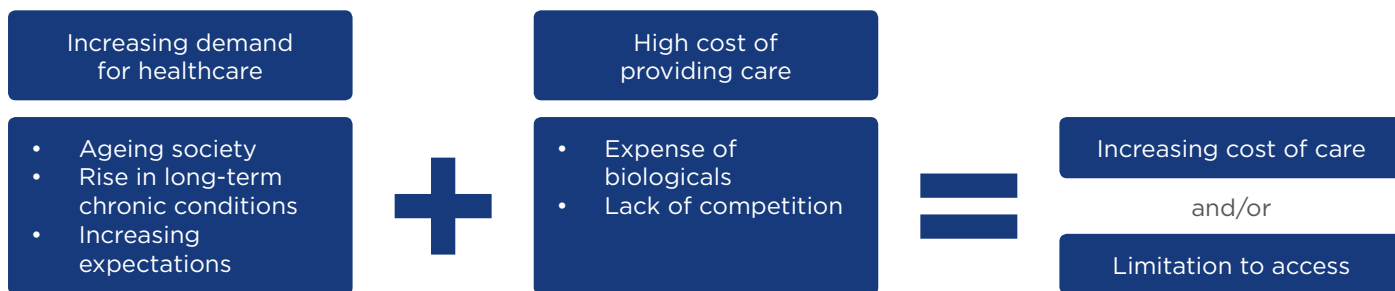 Increasing demand
for healthcare
• Ageing society
• Rise in long-term
chronic conditions
• Increasing
expectations
High cost of
providing care
• Expense of
biologicals
• Lack of competition
Increasing cost of care
and/or
Limitation to access